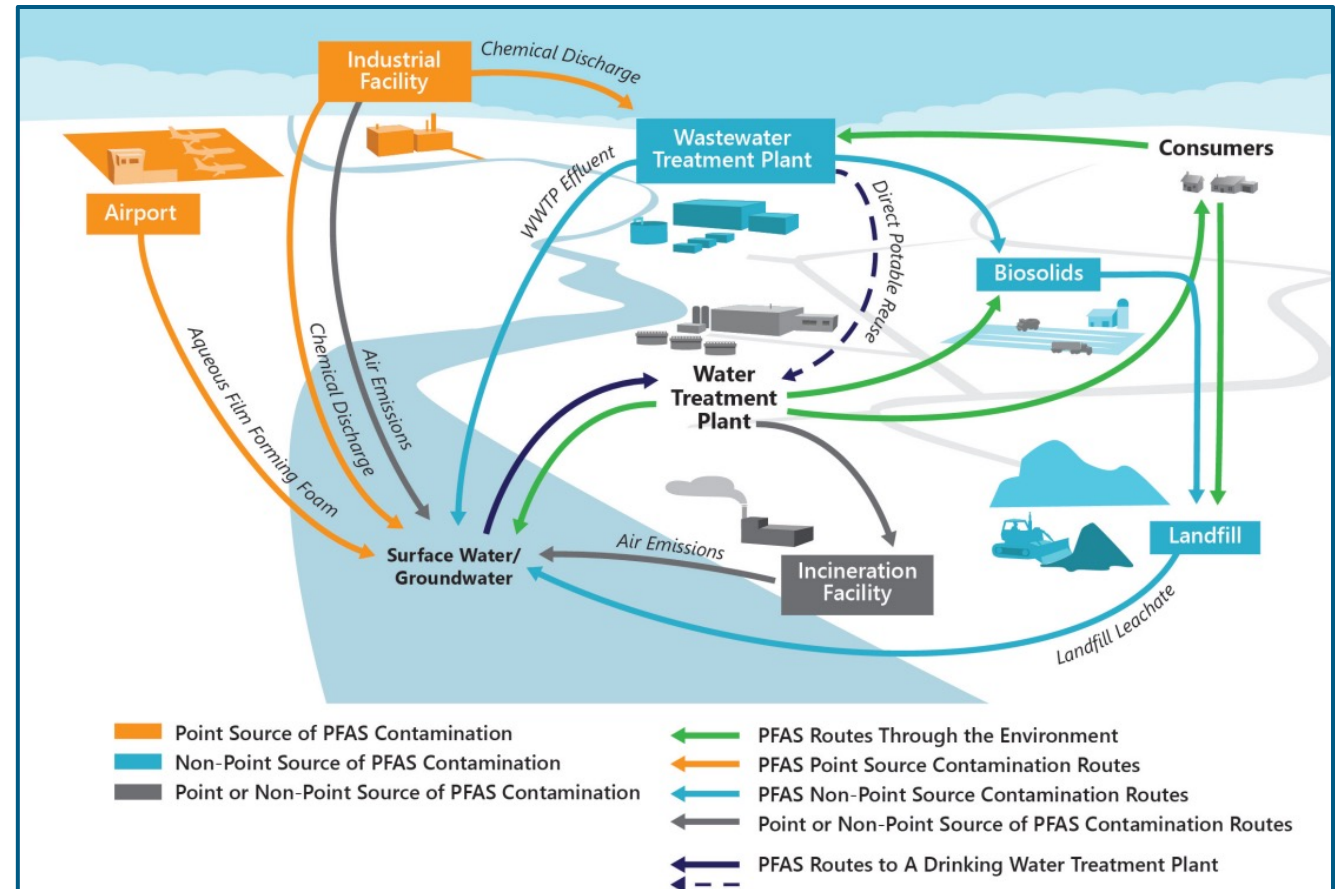 Chemical Discharge
Industrial
Facility
Wastewater
Treatment Plant
Consumers
Airport
WWTP Effluent
Direct Potable Reuse
Biosolids
Aqueous Film Forming Foam
Chemical Discharge
Air Emissions
Water
Treatment
Plant
Surface Water/
Groundwater
Air Emissions
Incineration
Facility
Landfill
Landfill Leachate
Point Source of PFAS Contamination
Non-Point Source of PFAS Contamination
Point or Non-Point Source of PFAS Contamination
PFAS Routes Through the Environment
PFAS Point Source Contamination Routes
PFAS Non-Point Source Contamination Routes
Point or Non-Point Source of PFAS Contamination Routes
PFAS Routes to A Drinking Water Treatment Plant